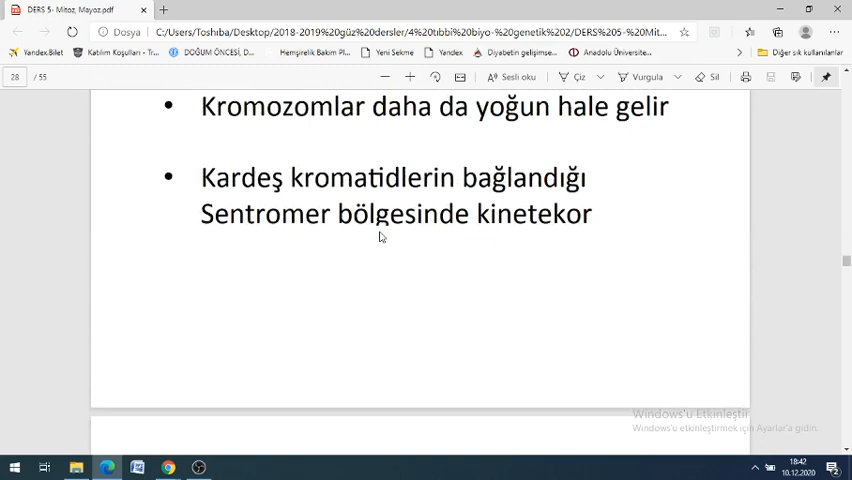 DERS 5- Mitoz, Mayoz.pdf
Dosya
C:/Users/Toshiba/Desktop/2018-2019%20güz%20dersler/4%20tıbbi%20biyo-%20genetik%202/DERS%205-%20Mit...
Yandex.Bilet
Katılım Koşulları - Tr...
DOĞUM ÖNCESİ, D...
Hemşirelik Bakım Pl...
Yeni Sekme
Yandex
Diyabetin gelişimse...
Anadolu Üniversite...
Diğer sık kullanılanlar
28 / 55
Sesli oku
Çiz
Vurgula
Sil
• Kromozomlar daha da yoğun hale gelir
• Kardeş kromatidlerin bağlandığı
Sentromer bölgesinde kinetekor
Windows'u Etkinleştir
Windows'u etkinleştirmek için Ayarlar'a gidin.
18:42
10.12.2020
2